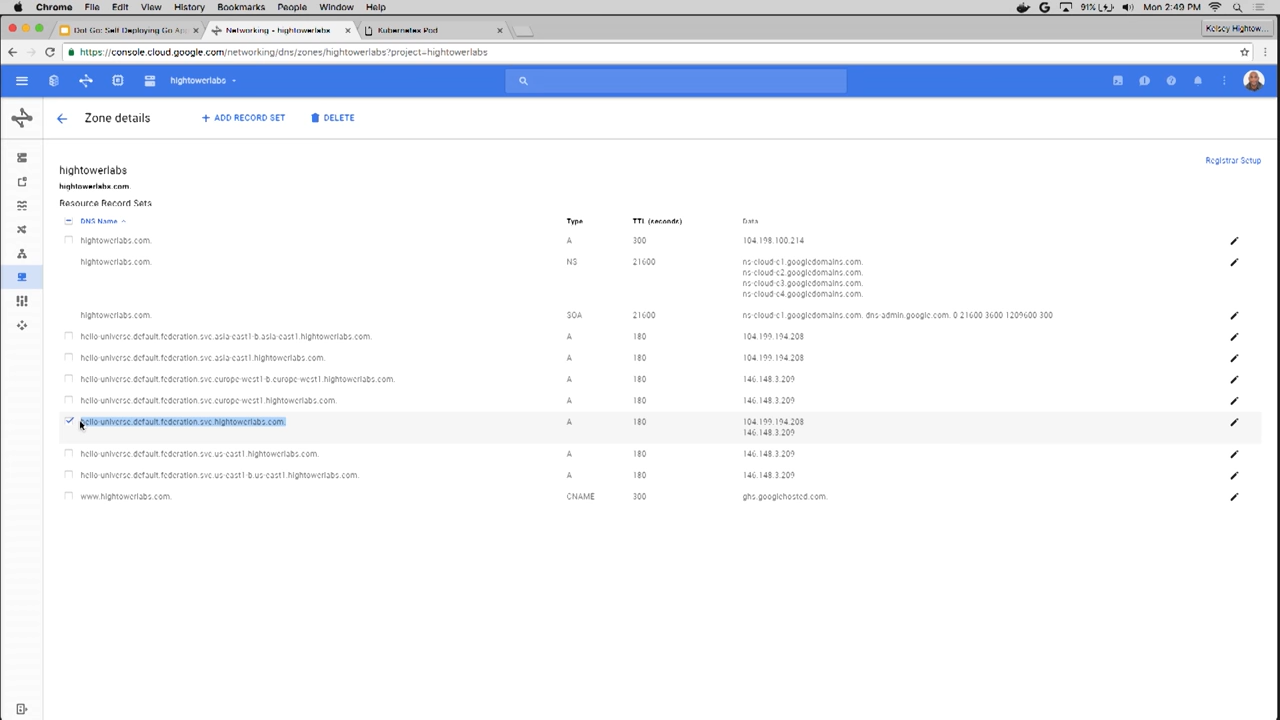 Chrome File Edit View History Bookmarks People Window Help 91% Mon 2:49 PM
Dot Go: Self Deploying Go Ap × Networking - hightowerlabs × Kubernetes Pod × Kelsey Hightow...
https://console.cloud.google.com/networking/dns/zones/hightowerlabs?project=hightowerlabs
hightowerlabs
Zone details + ADD RECORD SET DELETE
Registrar Setup
hightowerlabs
hightowerlabs.com.
Resource Record Sets
DNS Name Type TTL (seconds) Data
hightowerlabs.com. A 300 104.198.100.214
hightowerlabs.com. NS 21600 ns-cloud-c1.googledomains.com.
ns-cloud-c2.googledomains.com.
ns-cloud-c3.googledomains.com.
ns-cloud-c4.googledomains.com.
hightowerlabs.com. SOA 21600 ns-cloud-c1.googledomains.com. dns-admin.google.com. 0 21600 3600 1209600 300
hello-universe.default.federation.svc.asia-east1-b.asia-east1.hightowerlabs.com. A 180 104.199.194.208
hello-universe.default.federation.svc.asia-east1.hightowerlabs.com. A 180 104.199.194.208
hello-universe.default.federation.svc.europe-west1-b.europe-west1.hightowerlabs.com. A 180 146.148.3.209
hello-universe.default.federation.svc.europe-west1.hightowerlabs.com. A 180 146.148.3.209
hello-universe.default.federation.svc.hightowerlabs.com. A 180 104.199.194.208
146.148.3.209
hello-universe.default.federation.svc.us-east1.hightowerlabs.com. A 180 146.148.3.209
hello-universe.default.federation.svc.us-east1-b.us-east1.hightowerlabs.com. A 180 146.148.3.209
www.hightowerlabs.com. CNAME 300 ghs.googlehosted.com.